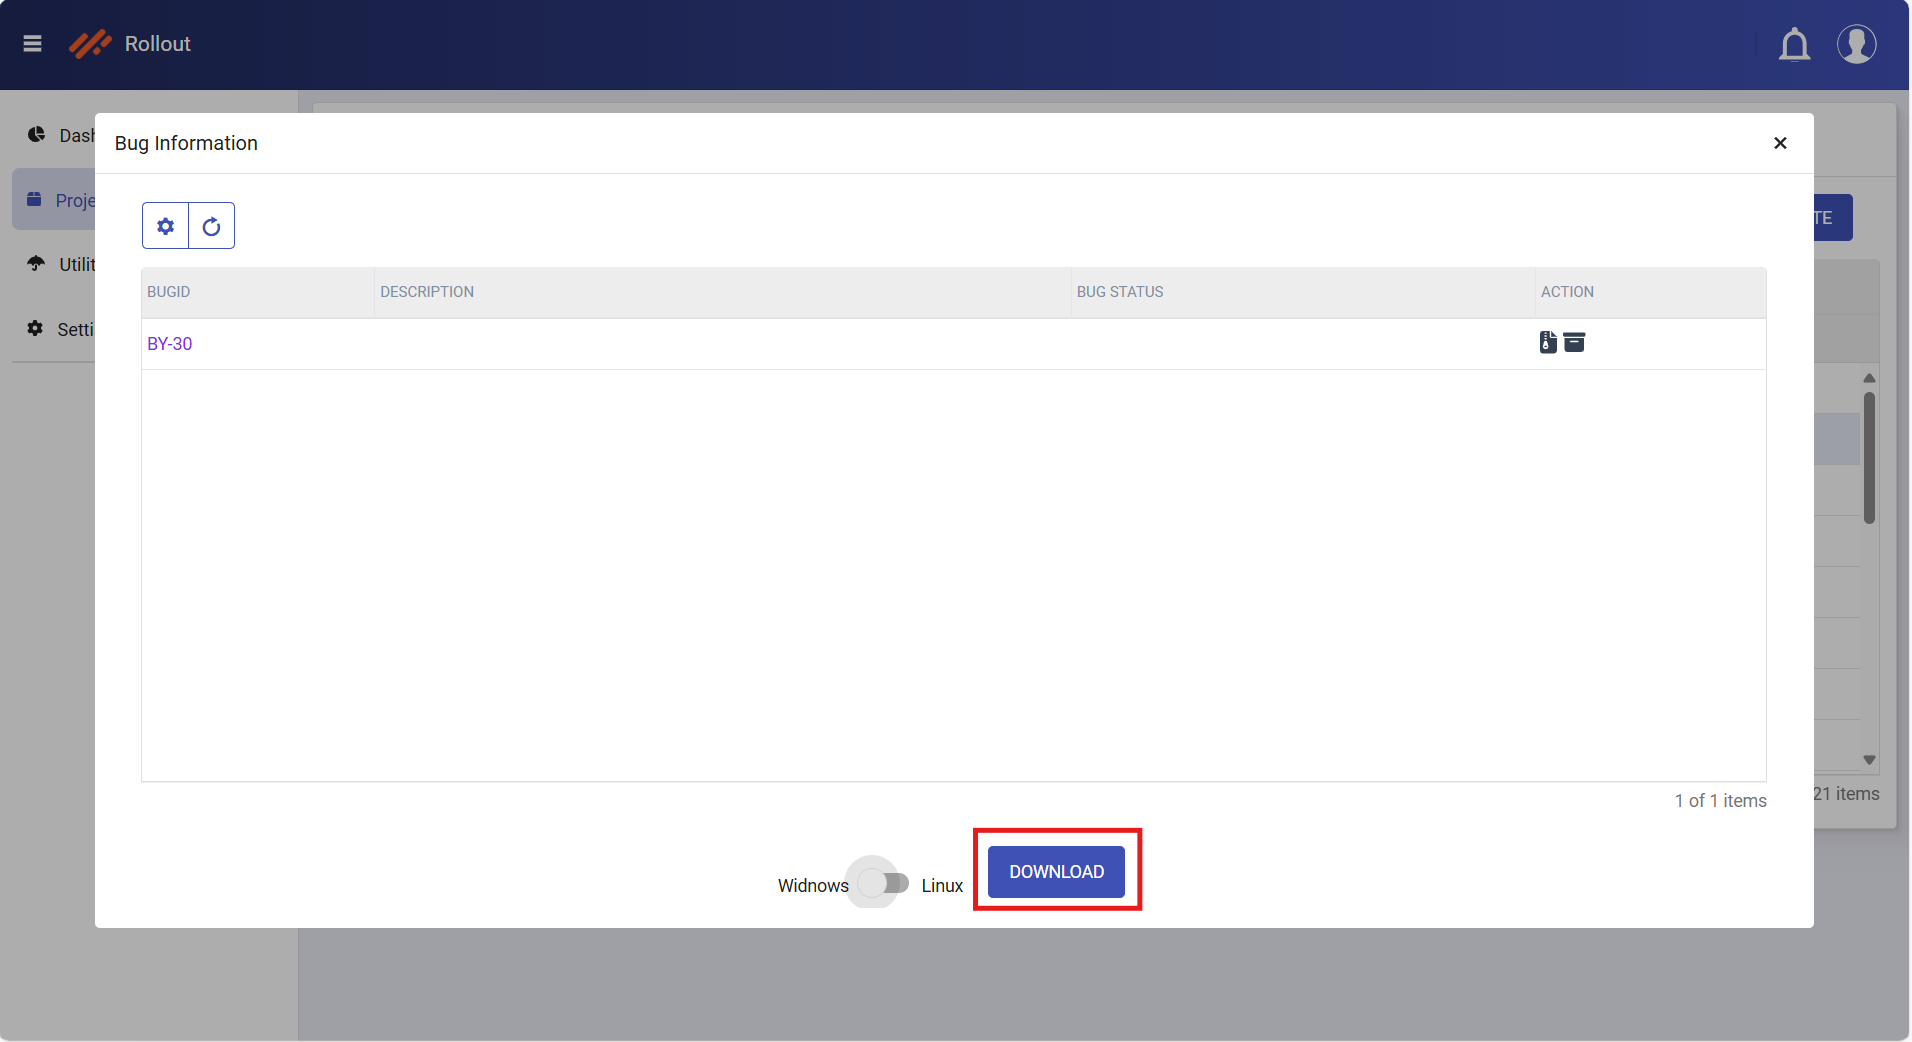 Rollout
Dash
Bug Information
Proje
TE
Utilit
BUGID DESCRIPTION BUG STATUS ACTION
Setti
BY-30
1 of 1 items
21 items
Widnows Linux DOWNLOAD